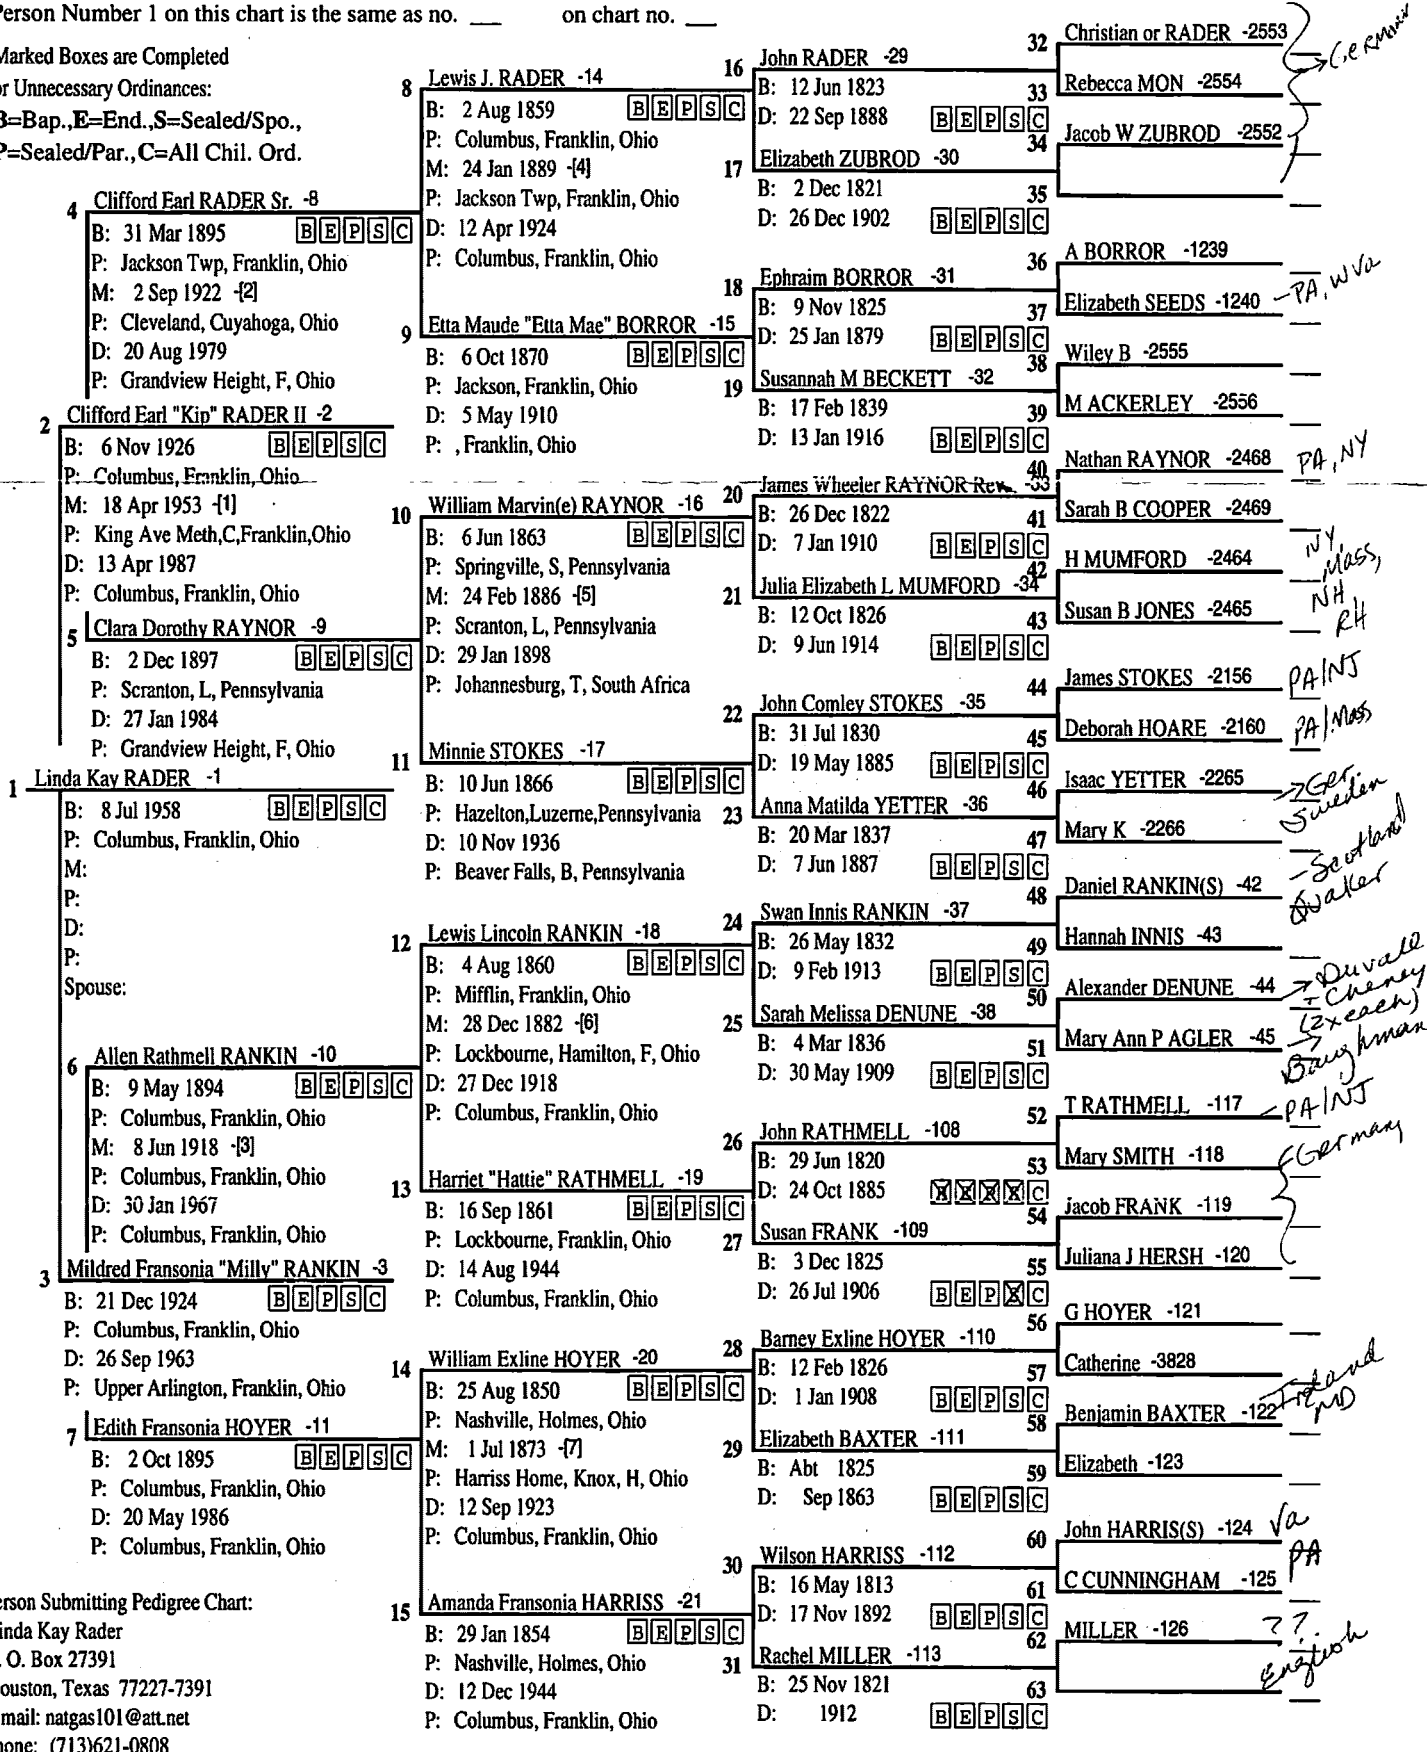 Person Number 1 on this chart is the same as no. ___ on chart no. ___
Marked Boxes are Completed
or Unnecessary Ordinances:
B=Bap.,E=End.,S=Sealed/Spo.,
P=Sealed/Par.,C=All Chil. Ord.
1 Linda Kay RADER -1
B: 8 Jul 1958 B E P S C
P: Columbus, Franklin, Ohio
M:
P:
D:
P:
Spouse:
2 Clifford Earl "Kip" RADER II -2
B: 6 Nov 1926 B E P S C
P: Columbus, Franklin, Ohio
M: 18 Apr 1953 -[1]
P: King Ave Meth,C,Franklin,Ohio
D: 13 Apr 1987
P: Columbus, Franklin, Ohio
3 Mildred Fransonia "Milly" RANKIN -3
B: 21 Dec 1924 B E P S C
P: Columbus, Franklin, Ohio
D: 26 Sep 1963
P: Upper Arlington, Franklin, Ohio
4 Clifford Earl RADER Sr. -8
B: 31 Mar 1895 B E P S C
P: Jackson Twp, Franklin, Ohio
M: 2 Sep 1922 -[2]
P: Cleveland, Cuyahoga, Ohio
D: 20 Aug 1979
P: Grandview Height, F, Ohio
5 Clara Dorothy RAYNOR -9
B: 2 Dec 1897 B E P S C
P: Scranton, L, Pennsylvania
D: 27 Jan 1984
P: Grandview Height, F, Ohio
6 Allen Rathmell RANKIN -10
B: 9 May 1894 B E P S C
P: Columbus, Franklin, Ohio
M: 8 Jun 1918 -[3]
P: Columbus, Franklin, Ohio
D: 30 Jan 1967
P: Columbus, Franklin, Ohio
7 Edith Fransonia HOYER -11
B: 2 Oct 1895 B E P S C
P: Columbus, Franklin, Ohio
D: 20 May 1986
P: Columbus, Franklin, Ohio
8 Lewis J. RADER -14
B: 2 Aug 1859 B E P S C
P: Columbus, Franklin, Ohio
M: 24 Jan 1889 -[4]
P: Jackson Twp, Franklin, Ohio
D: 12 Apr 1924
P: Columbus, Franklin, Ohio
9 Etta Maude "Etta Mae" BORROR -15
B: 6 Oct 1870 B E P S C
P: Jackson, Franklin, Ohio
D: 5 May 1910
P: , Franklin, Ohio
10 William Marvin(e) RAYNOR -16
B: 6 Jun 1863 B E P S C
P: Springville, S, Pennsylvania
M: 24 Feb 1886 -[5]
P: Scranton, L, Pennsylvania
D: 29 Jan 1898
P: Johannesburg, T, South Africa
11 Minnie STOKES -17
B: 10 Jun 1866 B E P S C
P: Hazelton,Luzerne,Pennsylvania
D: 10 Nov 1936
P: Beaver Falls, B, Pennsylvania
12 Lewis Lincoln RANKIN -18
B: 4 Aug 1860 B E P S C
P: Mifflin, Franklin, Ohio
M: 28 Dec 1882 -[6]
P: Lockbourne, Hamilton, F, Ohio
D: 27 Dec 1918
P: Columbus, Franklin, Ohio
13 Harriet "Hattie" RATHMELL -19
B: 16 Sep 1861 B E P S C
P: Lockbourne, Franklin, Ohio
D: 14 Aug 1944
P: Columbus, Franklin, Ohio
14 William Exline HOYER -20
B: 25 Aug 1850 B E P S C
P: Nashville, Holmes, Ohio
M: 1 Jul 1873 -[7]
P: Harriss Home, Knox, H, Ohio
D: 12 Sep 1923
P: Columbus, Franklin, Ohio
15 Amanda Fransonia HARRISS -21
B: 29 Jan 1854 B E P S C
P: Nashville, Holmes, Ohio
D: 12 Dec 1944
P: Columbus, Franklin, Ohio
16 John RADER -29
B: 12 Jun 1823
D: 22 Sep 1888 B E P S C
17 Elizabeth ZUBROD -30
B: 2 Dec 1821
D: 26 Dec 1902 B E P S C
18 Ephraim BORROR -31
B: 9 Nov 1825
D: 25 Jan 1879 B E P S C
19 Susannah M BECKETT -32
B: 17 Feb 1839
D: 13 Jan 1916 B E P S C
20 James Wheeler RAYNOR Rev. -33
B: 26 Dec 1822
D: 7 Jan 1910 B E P S C
21 Julia Elizabeth L MUMFORD -34
B: 12 Oct 1826
D: 9 Jun 1914 B E P S C
22 John Comley STOKES -35
B: 31 Jul 1830
D: 19 May 1885 B E P S C
23 Anna Matilda YETTER -36
B: 20 Mar 1837
D: 7 Jun 1887 B E P S C
24 Swan Innis RANKIN -37
B: 26 May 1832
D: 9 Feb 1913 B E P S C
25 Sarah Melissa DENUNE -38
B: 4 Mar 1836
D: 30 May 1909 B E P S C
26 John RATHMELL -108
B: 29 Jun 1820
D: 24 Oct 1885 X X X X C
27 Susan FRANK -109
B: 3 Dec 1825
D: 26 Jul 1906 B E P X C
28 Barney Exline HOYER -110
B: 12 Feb 1826
D: 1 Jan 1908 B E P S C
29 Elizabeth BAXTER -111
B: Abt 1825
D: Sep 1863 B E P S C
30 Wilson HARRISS -112
B: 16 May 1813
D: 17 Nov 1892 B E P S C
31 Rachel MILLER -113
B: 25 Nov 1821
D: 1912 B E P S C
32 Christian or RADER -2553
Germany
33 Rebecca MON -2554
34 Jacob W ZUBROD -2552
35
36 A BORROR -1239
37 Elizabeth SEEDS -1240 - PA, W Va
38 Wiley B -2555
39 M ACKERLEY -2556
40 Nathan RAYNOR -2468 PA, NY
41 Sarah B COOPER -2469
42 H MUMFORD -2464 NY, Mass,
43 Susan B JONES -2465 NH RH
44 James STOKES -2156 PA/NJ
45 Deborah HOARE -2160 PA/Mass
46 Isaac YETTER -2265 Ger. Sweden
47 Mary K -2266
48 Daniel RANKIN(S) -42 - Scotland Quaker
49 Hannah INNIS -43
50 Alexander DENUNE -44 Duvall + Cheney (2x each)
51 Mary Ann P AGLER -45 Baughman
52 T RATHMELL -117 - PA/NJ
53 Mary SMITH -118 Germany
54 Jacob FRANK -119
55 Juliana J HERSH -120
56 G HOYER -121
57 Catherine -3828
58 Benjamin BAXTER -122 Ireland MD
59 Elizabeth -123
60 John HARRIS(S) -124 Va
61 C CUNNINGHAM -125 PA
62 MILLER -126 ??
63 English
Person Submitting Pedigree Chart:
Linda Kay Rader
P. O. Box 27391
Houston, Texas 77227-7391
Email: natgas101@att.net
Phone: (713)621-0808